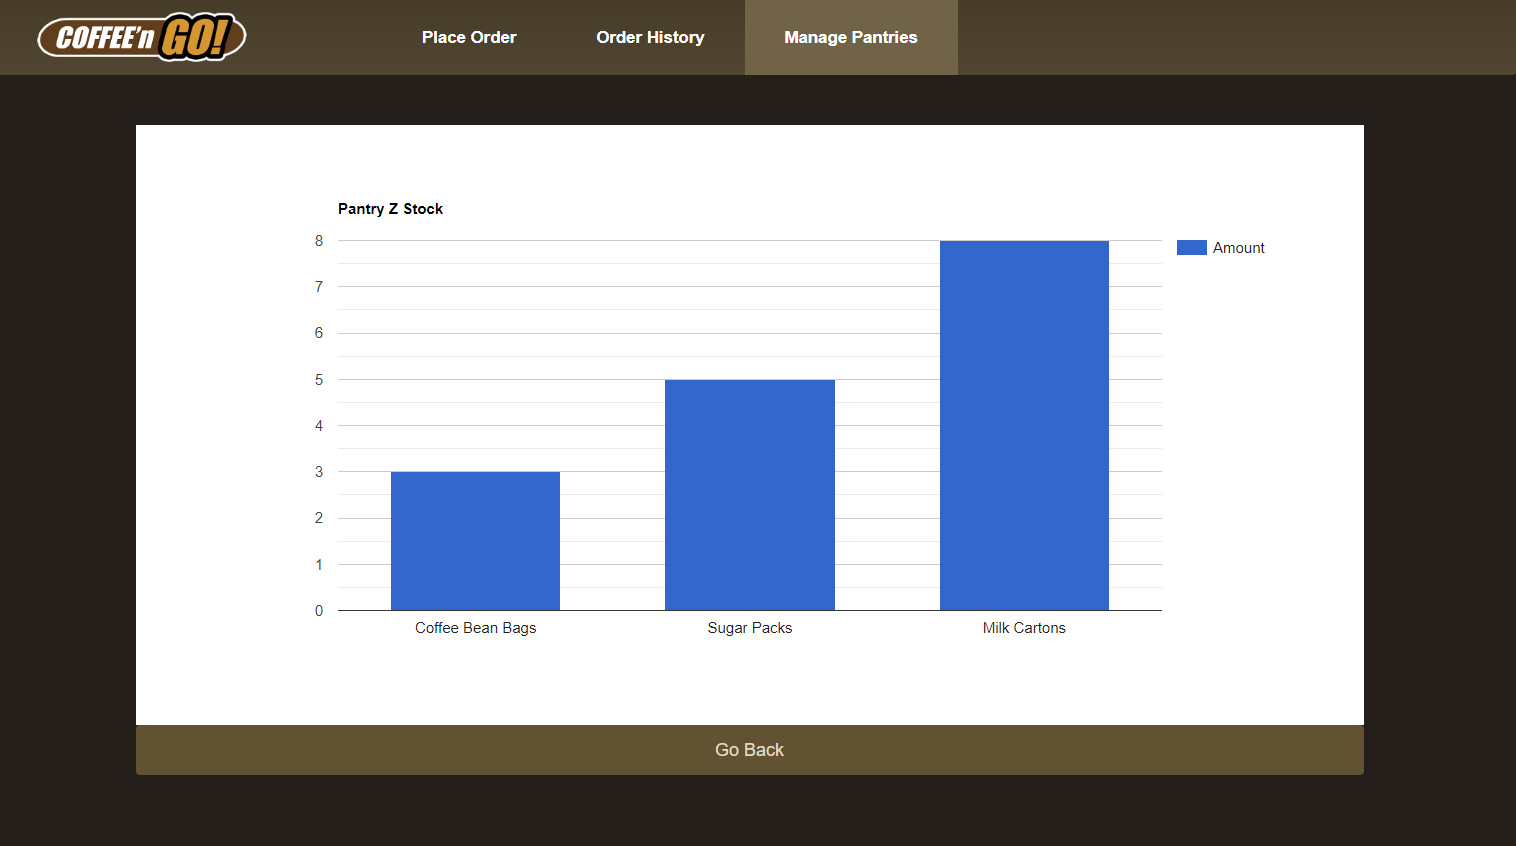 COFFEE'n GO!
Place Order
Order History
Manage Pantries
Pantry Z Stock
8
7
6
5
4
3
2
1
0
Amount
Coffee Bean Bags
Sugar Packs
Milk Cartons
Go Back